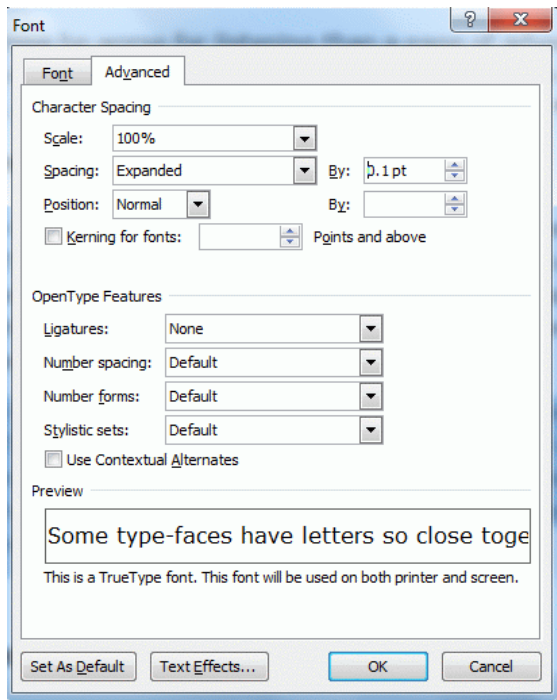 Font
Font Advanced
Character Spacing
Scale: 100%
Spacing: Expanded By: 0.1 pt
Position: Normal By:
Kerning for fonts: Points and above
OpenType Features
Ligatures: None
Number spacing: Default
Number forms: Default
Stylistic sets: Default
Use Contextual Alternates
Preview
Some type-faces have letters so close toge
This is a TrueType font. This font will be used on both printer and screen.
Set As Default Text Effects... OK Cancel